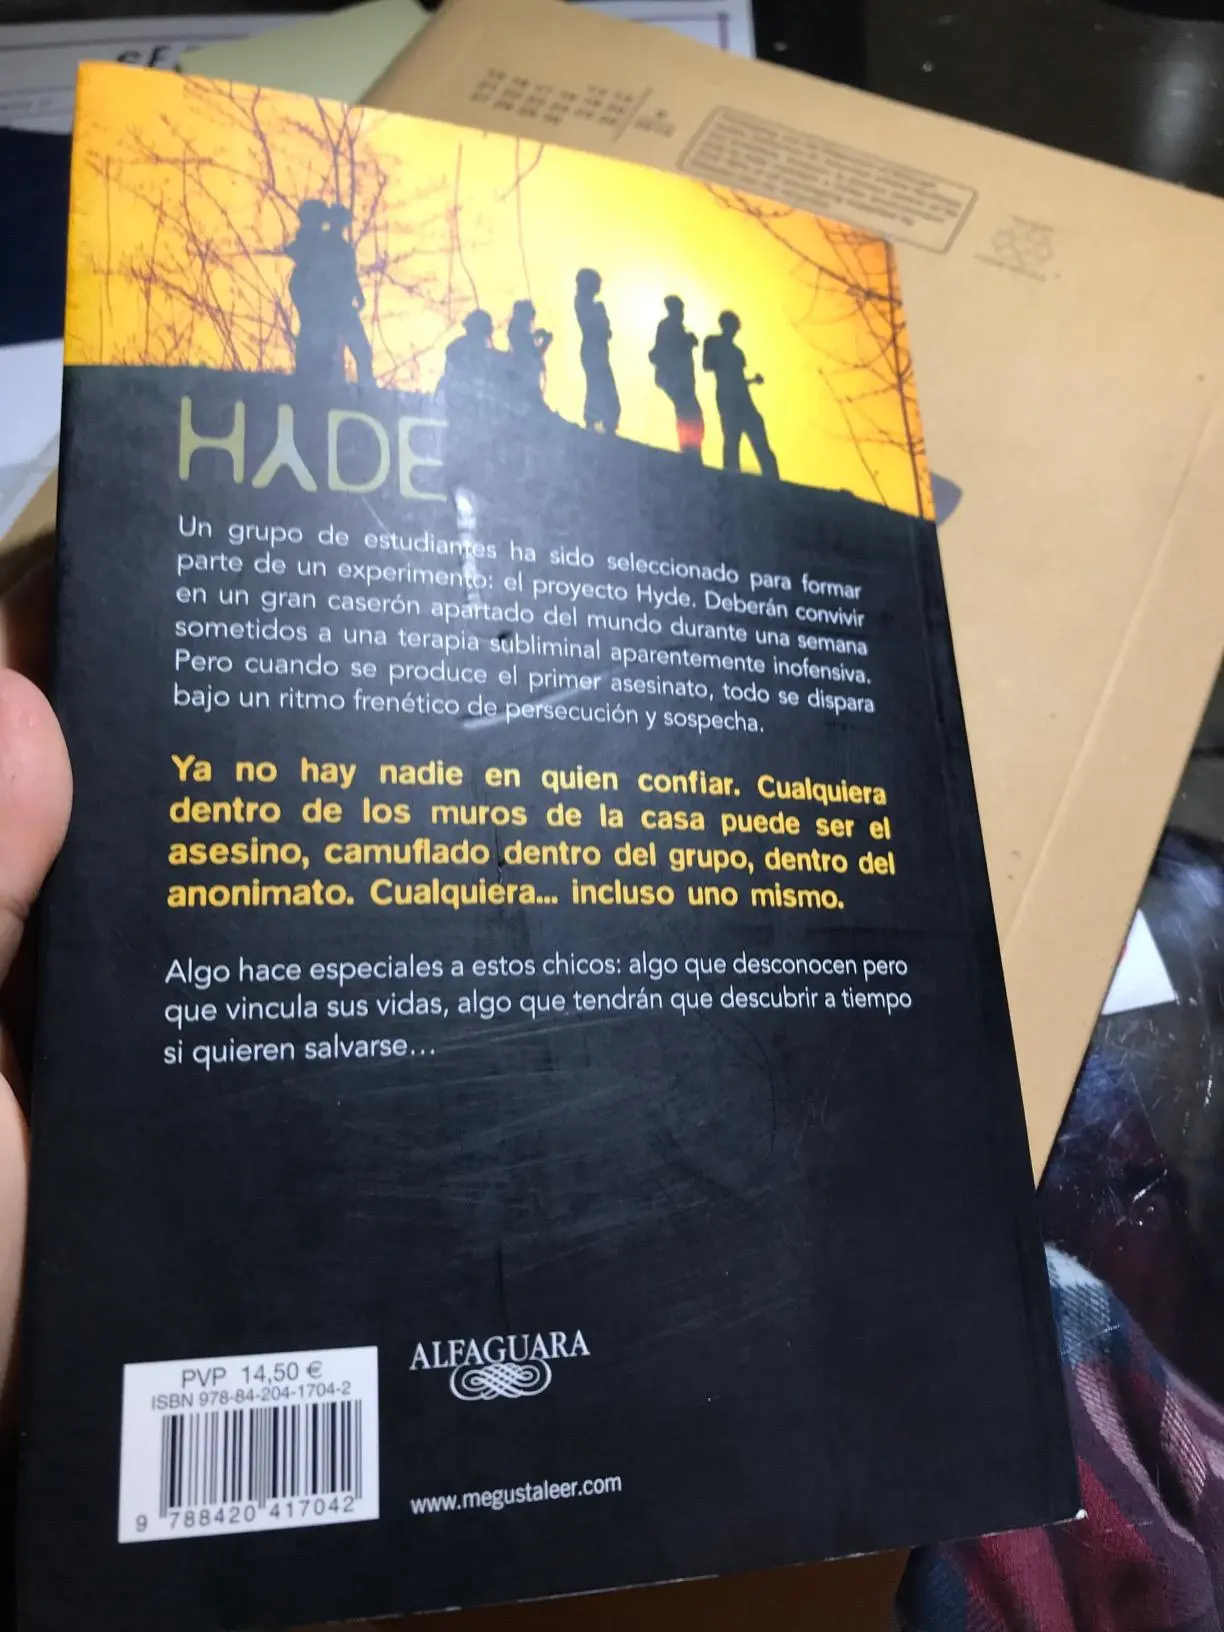 HYDE
Un grupo de estudiantes ha sido seleccionado para formar
parte de un experimento: el proyecto Hyde. Deberán convivir
en un gran caserón apartado del mundo durante una semana
sometidos a una terapia subliminal aparentemente inofensiva.
Pero cuando se produce el primer asesinato, todo se dispara
bajo un ritmo frenético de persecución y sospecha.
Ya no hay nadie en quien confiar. Cualquiera
dentro de los muros de la casa puede ser el
asesino, camuflado dentro del grupo, dentro del
anonimato. Cualquiera... incluso uno mismo.
Algo hace especiales a estos chicos: algo que desconocen pero
que vincula sus vidas, algo que tendrán que descubrir a tiempo
si quieren salvarse...
ALFAGUARA
PVP 14,50 €
ISBN 978-84-204-1704-2
9 788420 417042
www.megustaleer.com